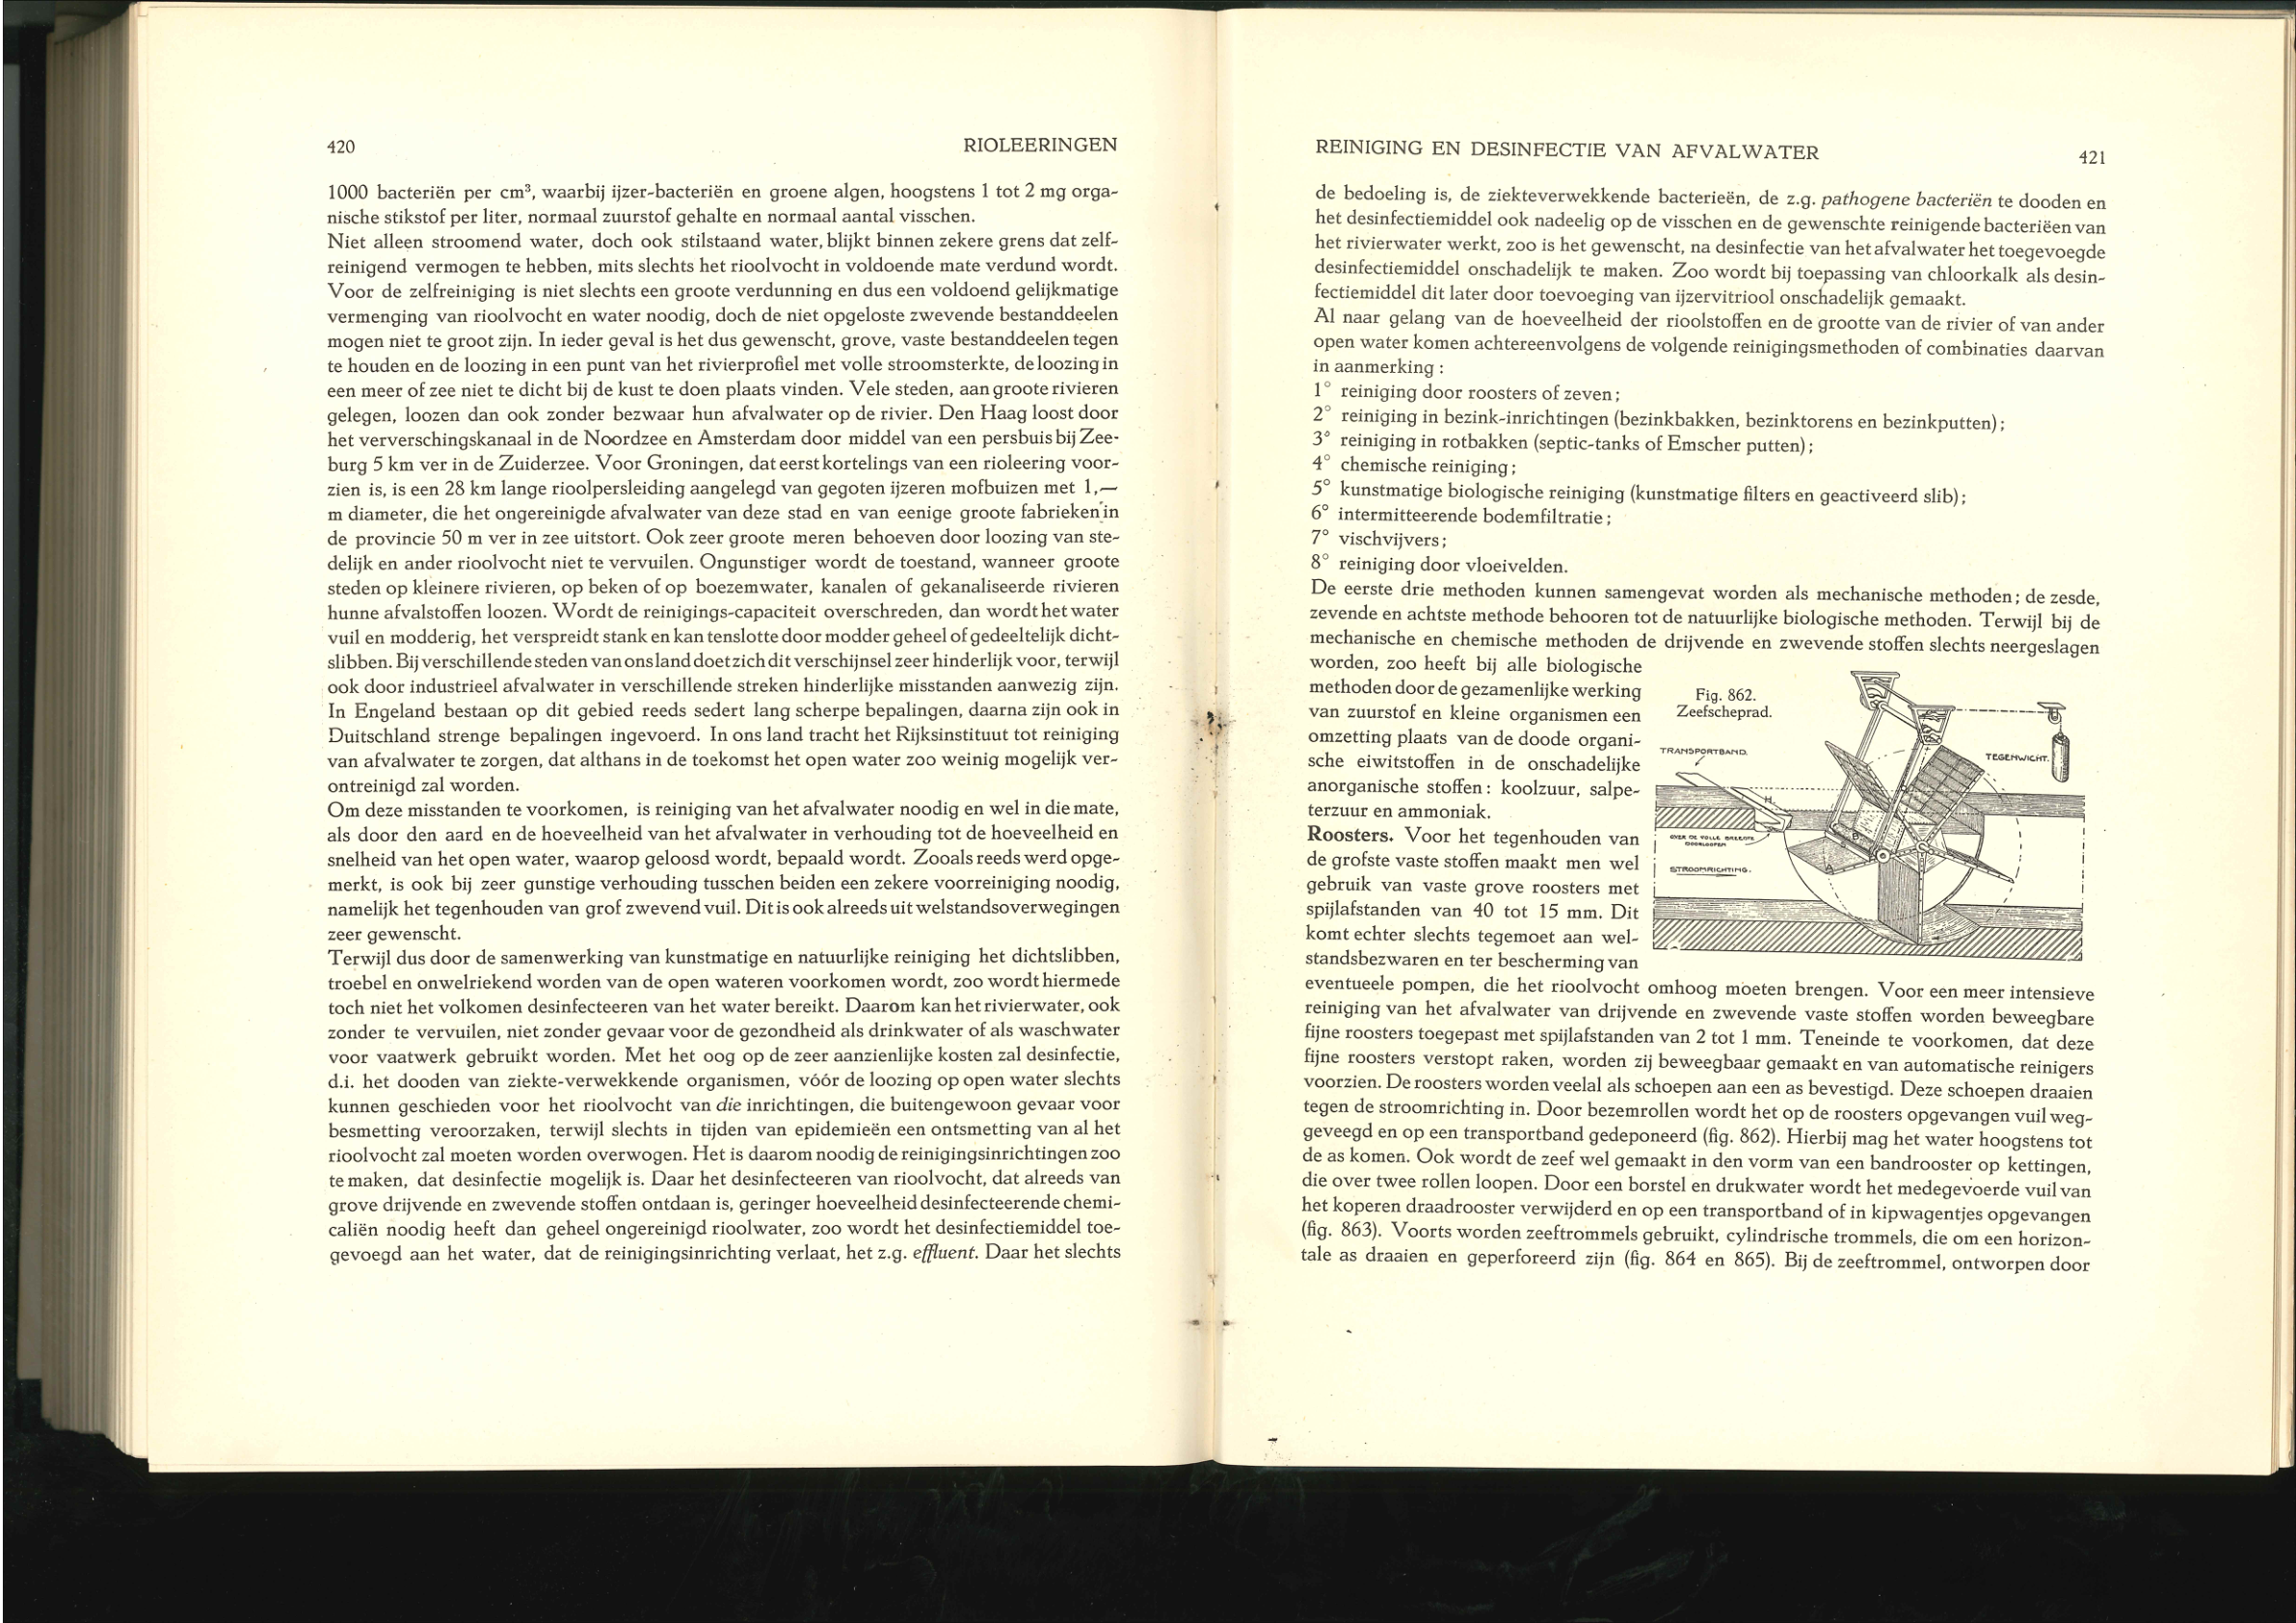 420
RIOLEERINGEN
1000 bacteriën per cm³, waarbij ijzer-bacteriën en groene algen, hoogstens 1 tot 2 mg orga-
nische stikstof per liter, normaal zuurstof gehalte en normaal aantal visschen.
Niet alleen stroomend water, doch ook stilstaand water, blijkt binnen zekere grens dat zelf-
reinigend vermogen te hebben, mits slechts het rioolvocht in voldoende mate verdund wordt.
Voor de zelfreiniging is niet slechts een groote verdunning en dus een voldoend gelijkmatige
vermenging van rioolvocht en water noodig, doch de niet opgeloste zwevende bestanddeelen
mogen niet te groot zijn. In ieder geval is het dus gewenscht, grove, vaste bestanddeelen tegen
te houden en de loozing in een punt van het rivierprofiel met volle stroomsterkte, de loozing in
een meer of zee niet te dicht bij de kust te doen plaats vinden. Vele steden, aan groote rivieren
gelegen, loozen dan ook zonder bezwaar hun afvalwater op de rivier. Den Haag loost door
het ververschingskanaal in de Noordzee en Amsterdam door middel van een persbuis bij Zee-
burg 5 km ver in de Zuiderzee. Voor Groningen, dat eerst kortelings van een rioleering voor-
zien is, is een 28 km lange rioolpersleiding aangelegd van gegoten ijzeren mofbuizen met 1,—
m diameter, die het ongereinigde afvalwater van deze stad en van eenige groote fabrieken in
de provincie 50 m ver in zee uitstort. Ook zeer groote meren behoeven door loozing van ste-
delijk en ander rioolvocht niet te vervuilen. Ongunstiger wordt de toestand, wanneer groote
steden op kleinere rivieren, op beken of op boezemwater, kanalen of gekanaliseerde rivieren
hunne afvalstoffen loozen. Wordt de reinigings-capaciteit overschreden, dan wordt het water
vuil en modderig, het verspreidt stank en kan tenslotte door modder geheel of gedeeltelijk dicht-
slibben. Bij verschillende steden van ons land doet zich dit verschijnsel zeer hinderlijk voor, terwijl
ook door industrieel afvalwater in verschillende streken hinderlijke misstanden aanwezig zijn.
In Engeland bestaan op dit gebied reeds sedert lang scherpe bepalingen, daarna zijn ook in
Duitschland strenge bepalingen ingevoerd. In ons land tracht het Rijksinstituut tot reiniging
van afvalwater te zorgen, dat althans in de toekomst het open water zoo weinig mogelijk ver-
ontreinigd zal worden.
Om deze misstanden te voorkomen, is reiniging van het afvalwater noodig en wel in die mate,
als door den aard en de hoeveelheid van het afvalwater in verhouding tot de hoeveelheid en
snelheid van het open water, waarop geloosd wordt, bepaald wordt. Zooals reeds werd opge-
merkt, is ook bij zeer gunstige verhouding tusschen beiden een zekere voorreiniging noodig,
namelijk het tegenhouden van grof zwevend vuil. Dit is ook alreeds uit welstandsoverwegingen
zeer gewenscht.
Terwijl dus door de samenwerking van kunstmatige en natuurlijke reiniging het dichtslibben,
troebel en onwelriekend worden van de open wateren voorkomen wordt, zoo wordt hiermede
toch niet het volkomen desinfecteeren van het water bereikt. Daarom kan het rivierwater, ook
zonder te vervuilen, niet zonder gevaar voor de gezondheid als drinkwater of als waschwater
voor vaatwerk gebruikt worden. Met het oog op de zeer aanzienlijke kosten zal desinfectie,
d.i. het dooden van ziekte-verwekkende organismen, vóór de loozing op open water slechts
kunnen geschieden voor het rioolvocht van die inrichtingen, die buitengewoon gevaar voor
besmetting veroorzaken, terwijl slechts in tijden van epidemieën een ontsmetting van al het
rioolvocht zal moeten worden overwogen. Het is daarom noodig de reinigingsinrichtingen zoo
te maken, dat desinfectie mogelijk is. Daar het desinfecteeren van rioolvocht, dat alreeds van
grove drijvende en zwevende stoffen ontdaan is, geringer hoeveelheid desinfecteerende chemi-
caliën noodig heeft dan geheel ongereinigd rioolwater, zoo wordt het desinfectiemiddel toe-
gevoegd aan het water, dat de reinigingsinrichting verlaat, het z.g. effluent. Daar het slechts
REINIGING EN DESINFECTIE VAN AFVALWATER
421
de bedoeling is, de ziekteverwekkende bacterieën, de z.g. pathogene bacteriën te dooden en
het desinfectiemiddel ook nadeelig op de visschen en de gewenschte reinigende bacteriëen van
het rivierwater werkt, zoo is het gewenscht, na desinfectie van het afvalwater het toegevoegde
desinfectiemiddel onschadelijk te maken. Zoo wordt bij toepassing van chloorkalk als desin-
fectiemiddel dit later door toevoeging van ijzervitriool onschadelijk gemaakt.
Al naar gelang van de hoeveelheid der rioolstoffen en de grootte van de rivier of van ander
open water komen achtereenvolgens de volgende reinigingsmethoden of combinaties daarvan
in aanmerking :
1° reiniging door roosters of zeven;
2° reiniging in bezink-inrichtingen (bezinkbakken, bezinktorens en bezinkputten);
3° reiniging in rotbakken (septic-tanks of Emscher putten);
4° chemische reiniging;
5° kunstmatige biologische reiniging (kunstmatige filters en geactiveerd slib);
6° intermitteerende bodemfiltratie;
7° vischvijvers;
8° reiniging door vloeivelden.
De eerste drie methoden kunnen samengevat worden als mechanische methoden; de zesde,
zevende en achtste methode behooren tot de natuurlijke biologische methoden. Terwijl bij de
mechanische en chemische methoden de drijvende en zwevende stoffen slechts neergeslagen
worden, zoo heeft bij alle biologische
methoden door de gezamenlijke werking
van zuurstof en kleine organismen een
omzetting plaats van de doode organi-
sche eiwitstoffen in de onschadelijke
anorganische stoffen: koolzuur, salpe-
terzuur en ammoniak.
Roosters. Voor het tegenhouden van
de grofste vaste stoffen maakt men wel
gebruik van vaste grove roosters met
spijlafstanden van 40 tot 15 mm. Dit
komt echter slechts tegemoet aan wel-
standsbezwaren en ter bescherming van
Fig. 862.
Zeefscheprad.
TRANSPORTBAND.
TEGENWICHT.
H
OVER DE VOLLE BREEDTE
DOORLOOPEN
B
A
STROOMRICHTING.
eventueele pompen, die het rioolvocht omhoog moeten brengen. Voor een meer intensieve
reiniging van het afvalwater van drijvende en zwevende vaste stoffen worden beweegbare
fijne roosters toegepast met spijlafstanden van 2 tot 1 mm. Teneinde te voorkomen, dat deze
fijne roosters verstopt raken, worden zij beweegbaar gemaakt en van automatische reinigers
voorzien. De roosters worden veelal als schoepen aan een as bevestigd. Deze schoepen draaien
tegen de stroomrichting in. Door bezemrollen wordt het op de roosters opgevangen vuil weg-
geveegd en op een transportband gedeponeerd (fig. 862). Hierbij mag het water hoogstens tot
de as komen. Ook wordt de zeef wel gemaakt in den vorm van een bandrooster op kettingen,
die over twee rollen loopen. Door een borstel en drukwater wordt het medegevoerde vuil van
het koperen draadrooster verwijderd en op een transportband of in kipwagentjes opgevangen
(fig. 863). Voorts worden zeeftrommels gebruikt, cylindrische trommels, die om een horizon-
tale as draaien en geperforeerd zijn (fig. 864 en 865). Bij de zeeftrommel, ontworpen door